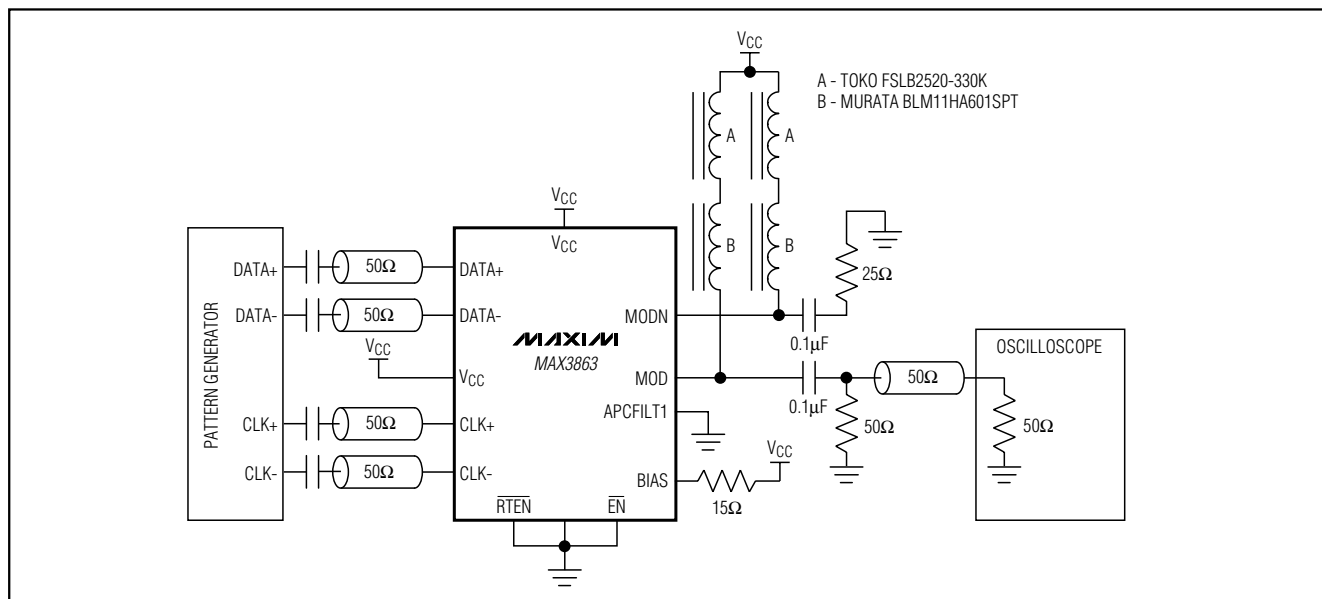 VCC
A - TOKO FSLB2520-330K
B - MURATA BLM11HA601SPT
A
A
B
B
VCC
VCC
PATTERN GENERATOR
DATA+
DATA-
CLK+
CLK-
50Ω
50Ω
50Ω
50Ω
VCC
DATA+
DATA-
VCC
CLK+
CLK-
MAXIM
MAX3863
RTEN
EN
MODN
MOD
APCFILT1
BIAS
25Ω
0.1µF
0.1µF
50Ω
50Ω
VCC
15Ω
OSCILLOSCOPE
50Ω